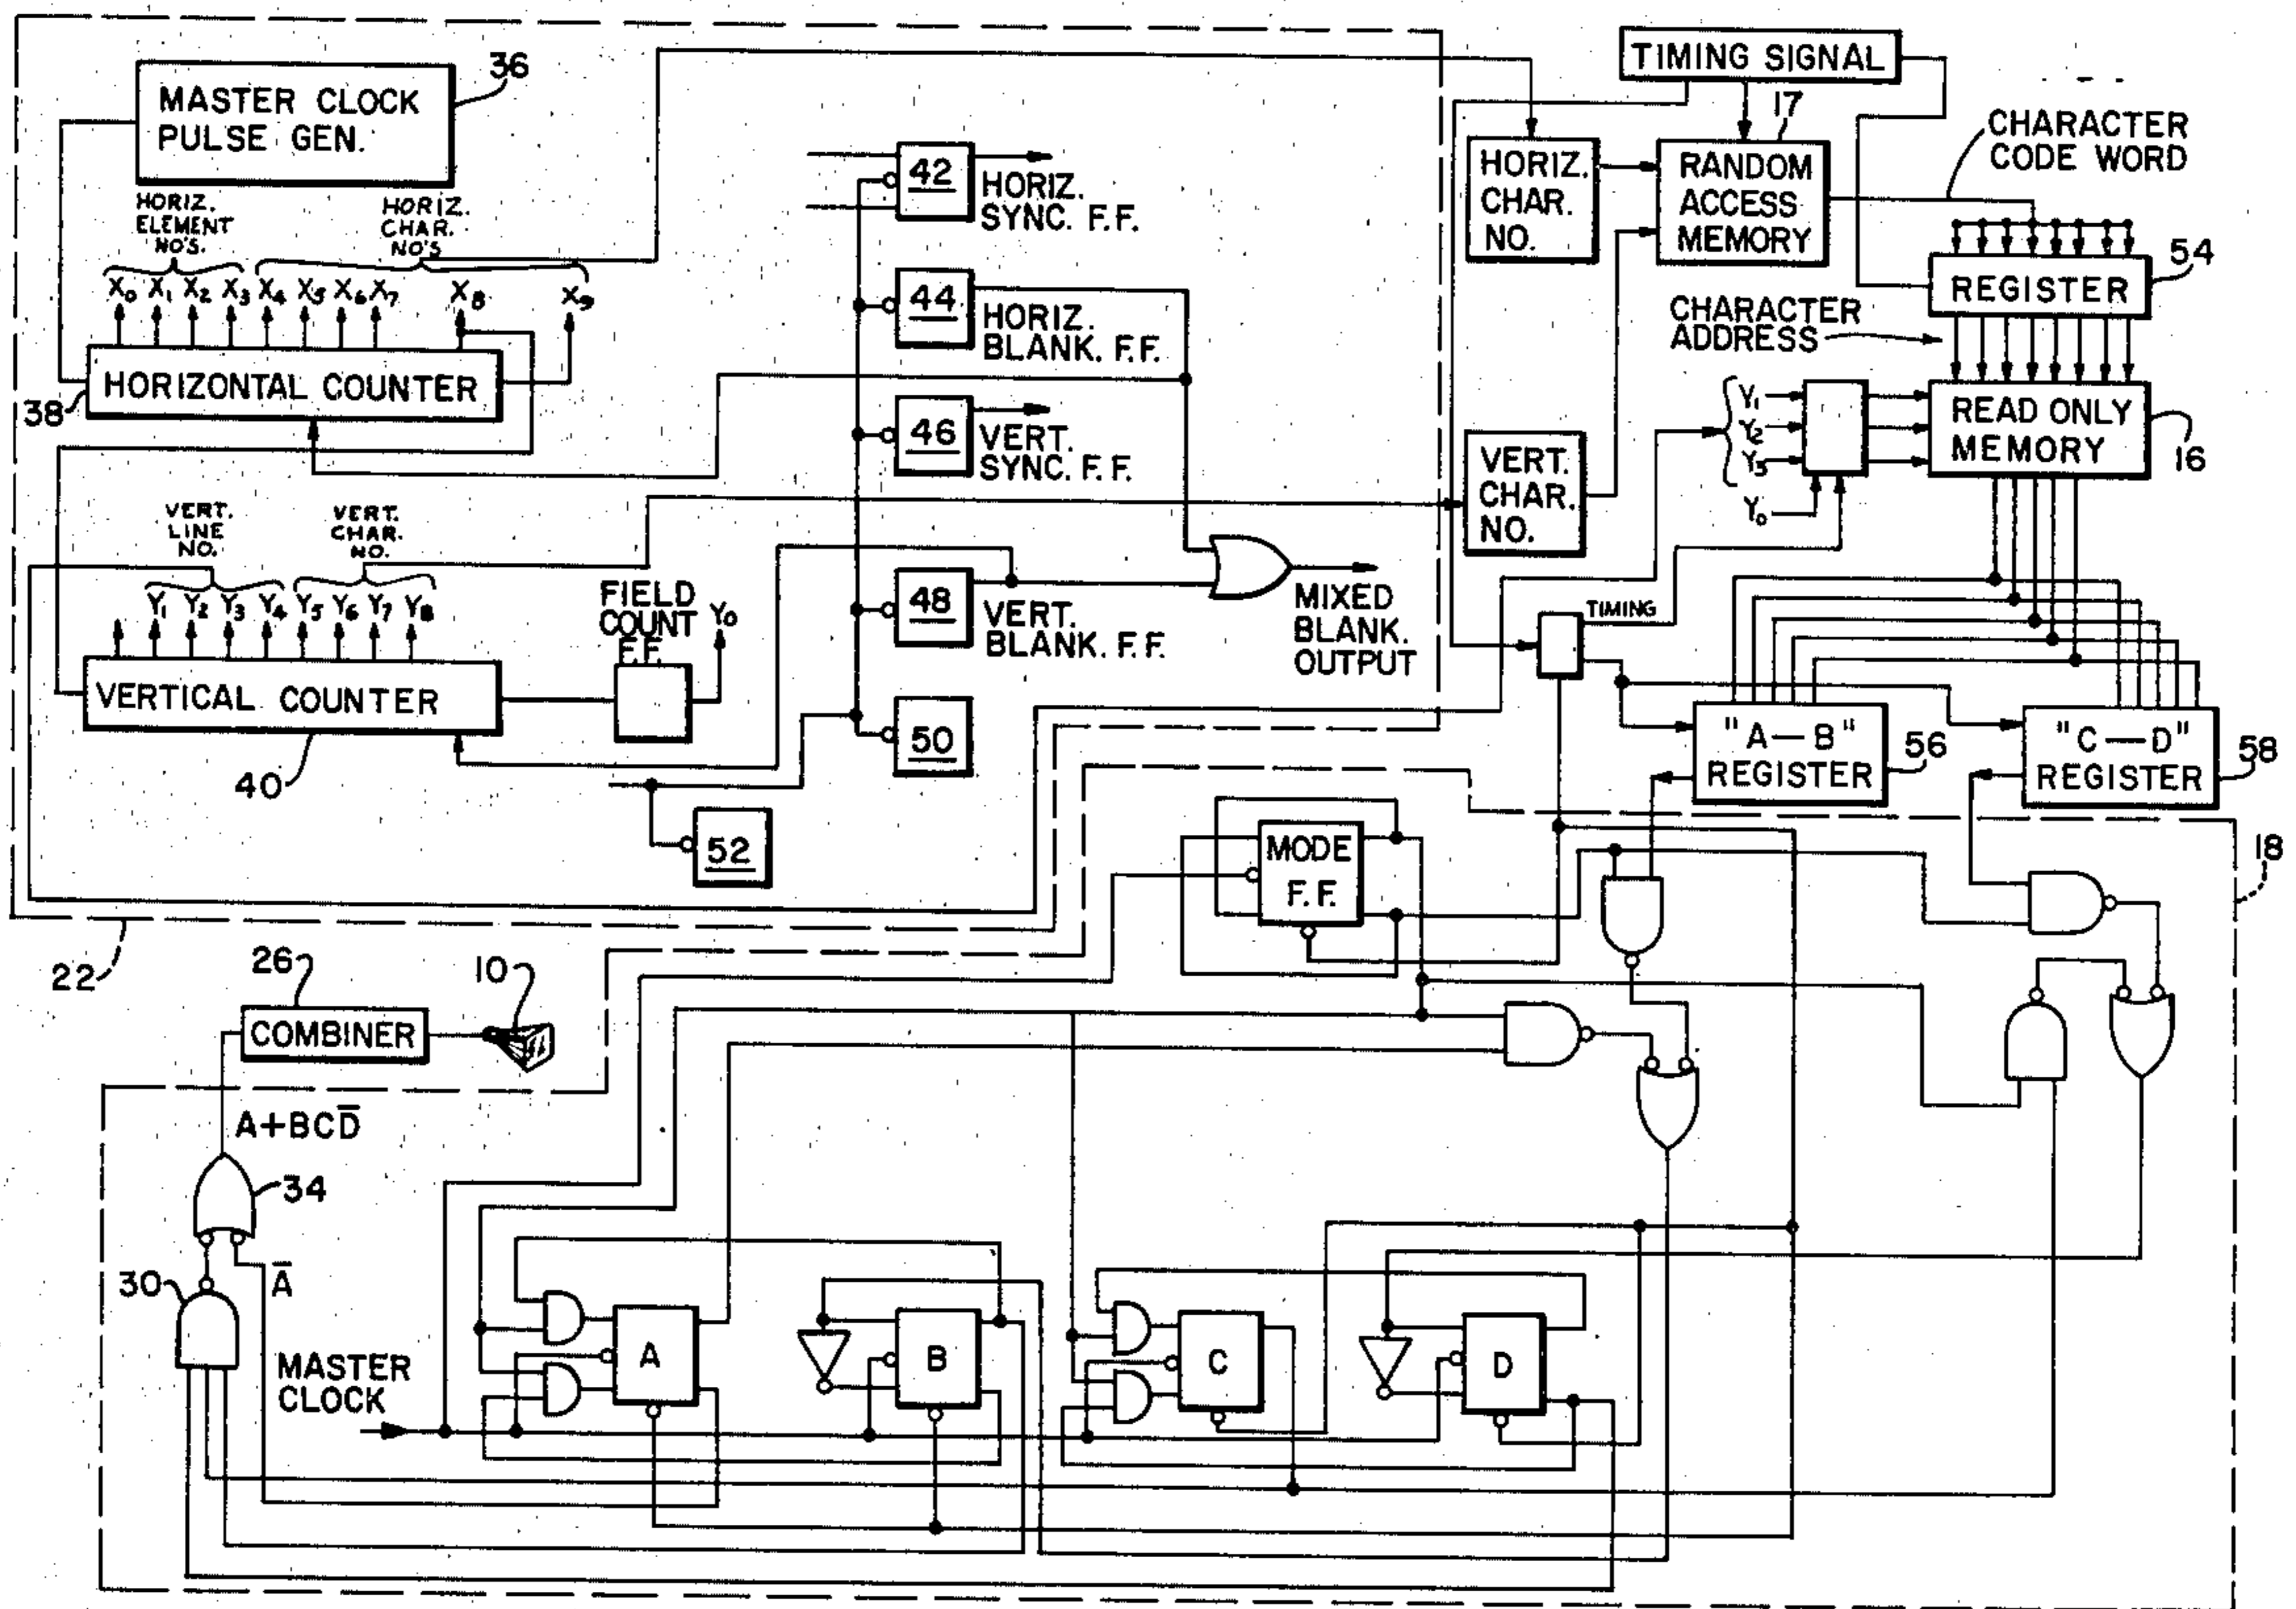 MASTER CLOCK
PULSE GEN.
36
HORIZ.
ELEMENT
NO'S.
HORIZ.
CHAR.
NO'S
X₀ X₁ X₂ X₃ X₄ X₅ X₆ X₇ X₈ X₉
HORIZONTAL COUNTER
38
VERT.
LINE
NO.
VERT.
CHAR.
NO.
Y₁ Y₂ Y₃ Y₄ Y₅ Y₆ Y₇ Y₈
VERTICAL COUNTER
40
FIELD
COUNT
F.F.
Y₀
42
HORIZ.
SYNC. F.F.
44
HORIZ.
BLANK. F.F.
46
VERT.
SYNC. F.F.
48
VERT.
BLANK. F.F.
50
52
MIXED
BLANK.
OUTPUT
22
TIMING SIGNAL
HORIZ.
CHAR.
NO.
17
RANDOM
ACCESS
MEMORY
CHARACTER
CODE WORD
REGISTER
54
CHARACTER
ADDRESS
VERT.
CHAR.
NO.
Y₁
Y₂
Y₃
Y₀
READ ONLY
MEMORY
16
TIMING
"A—B"
REGISTER
56
"C—D"
REGISTER
58
18
MODE
F.F.
26
COMBINER
10
A+BCD̅
34
A̅
30
MASTER
CLOCK
A
B
C
D